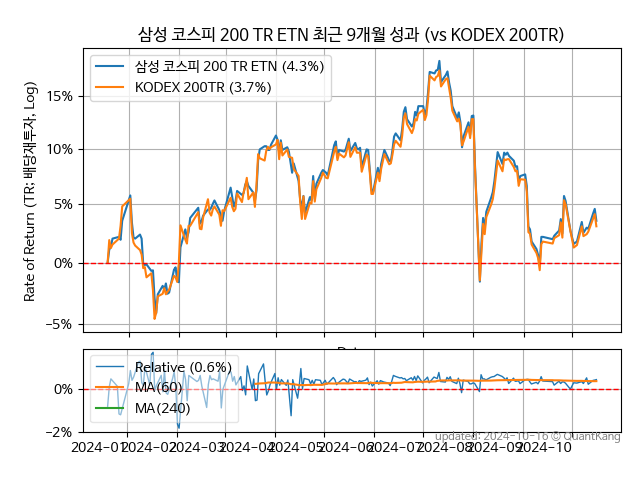 삼성 코스피 200 TR ETN 최근 9개월 성과 (vs KODEX 200TR)
Rate of Return (TR: 배당재투자, Log)
삼성 코스피 200 TR ETN (4.3%)
KODEX 200TR (3.7%)
15%
10%
5%
0%
−5%
Relative (0.6%)
MA(60)
MA(240)
0%
−2%
2024−01
2024−02
2024−03
2024−04
2024−05
2024−06
2024−07
2024−08
2024−09
2024−10
updated: 2024-10-16 © QuantKang